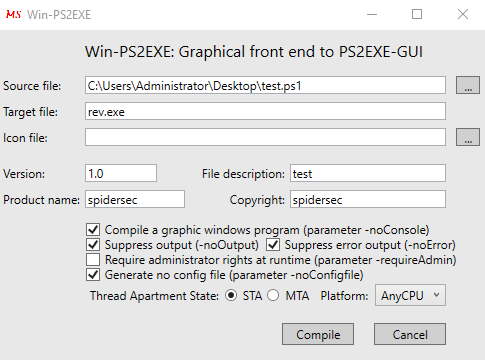 MS Win-PS2EXE
Win-PS2EXE: Graphical front end to PS2EXE-GUI
Source file: C:\Users\Administrator\Desktop\test.ps1 ...
Target file: rev.exe
Icon file: ...
Version: 1.0 File description: test
Product name: spidersec Copyright: spidersec
Compile a graphic windows program (parameter -noConsole)
Suppress output (-noOutput) Suppress error output (-noError)
Require administrator rights at runtime (parameter -requireAdmin)
Generate no config file (parameter -noConfigfile)
Thread Apartment State: STA MTA Platform: AnyCPU
Compile Cancel